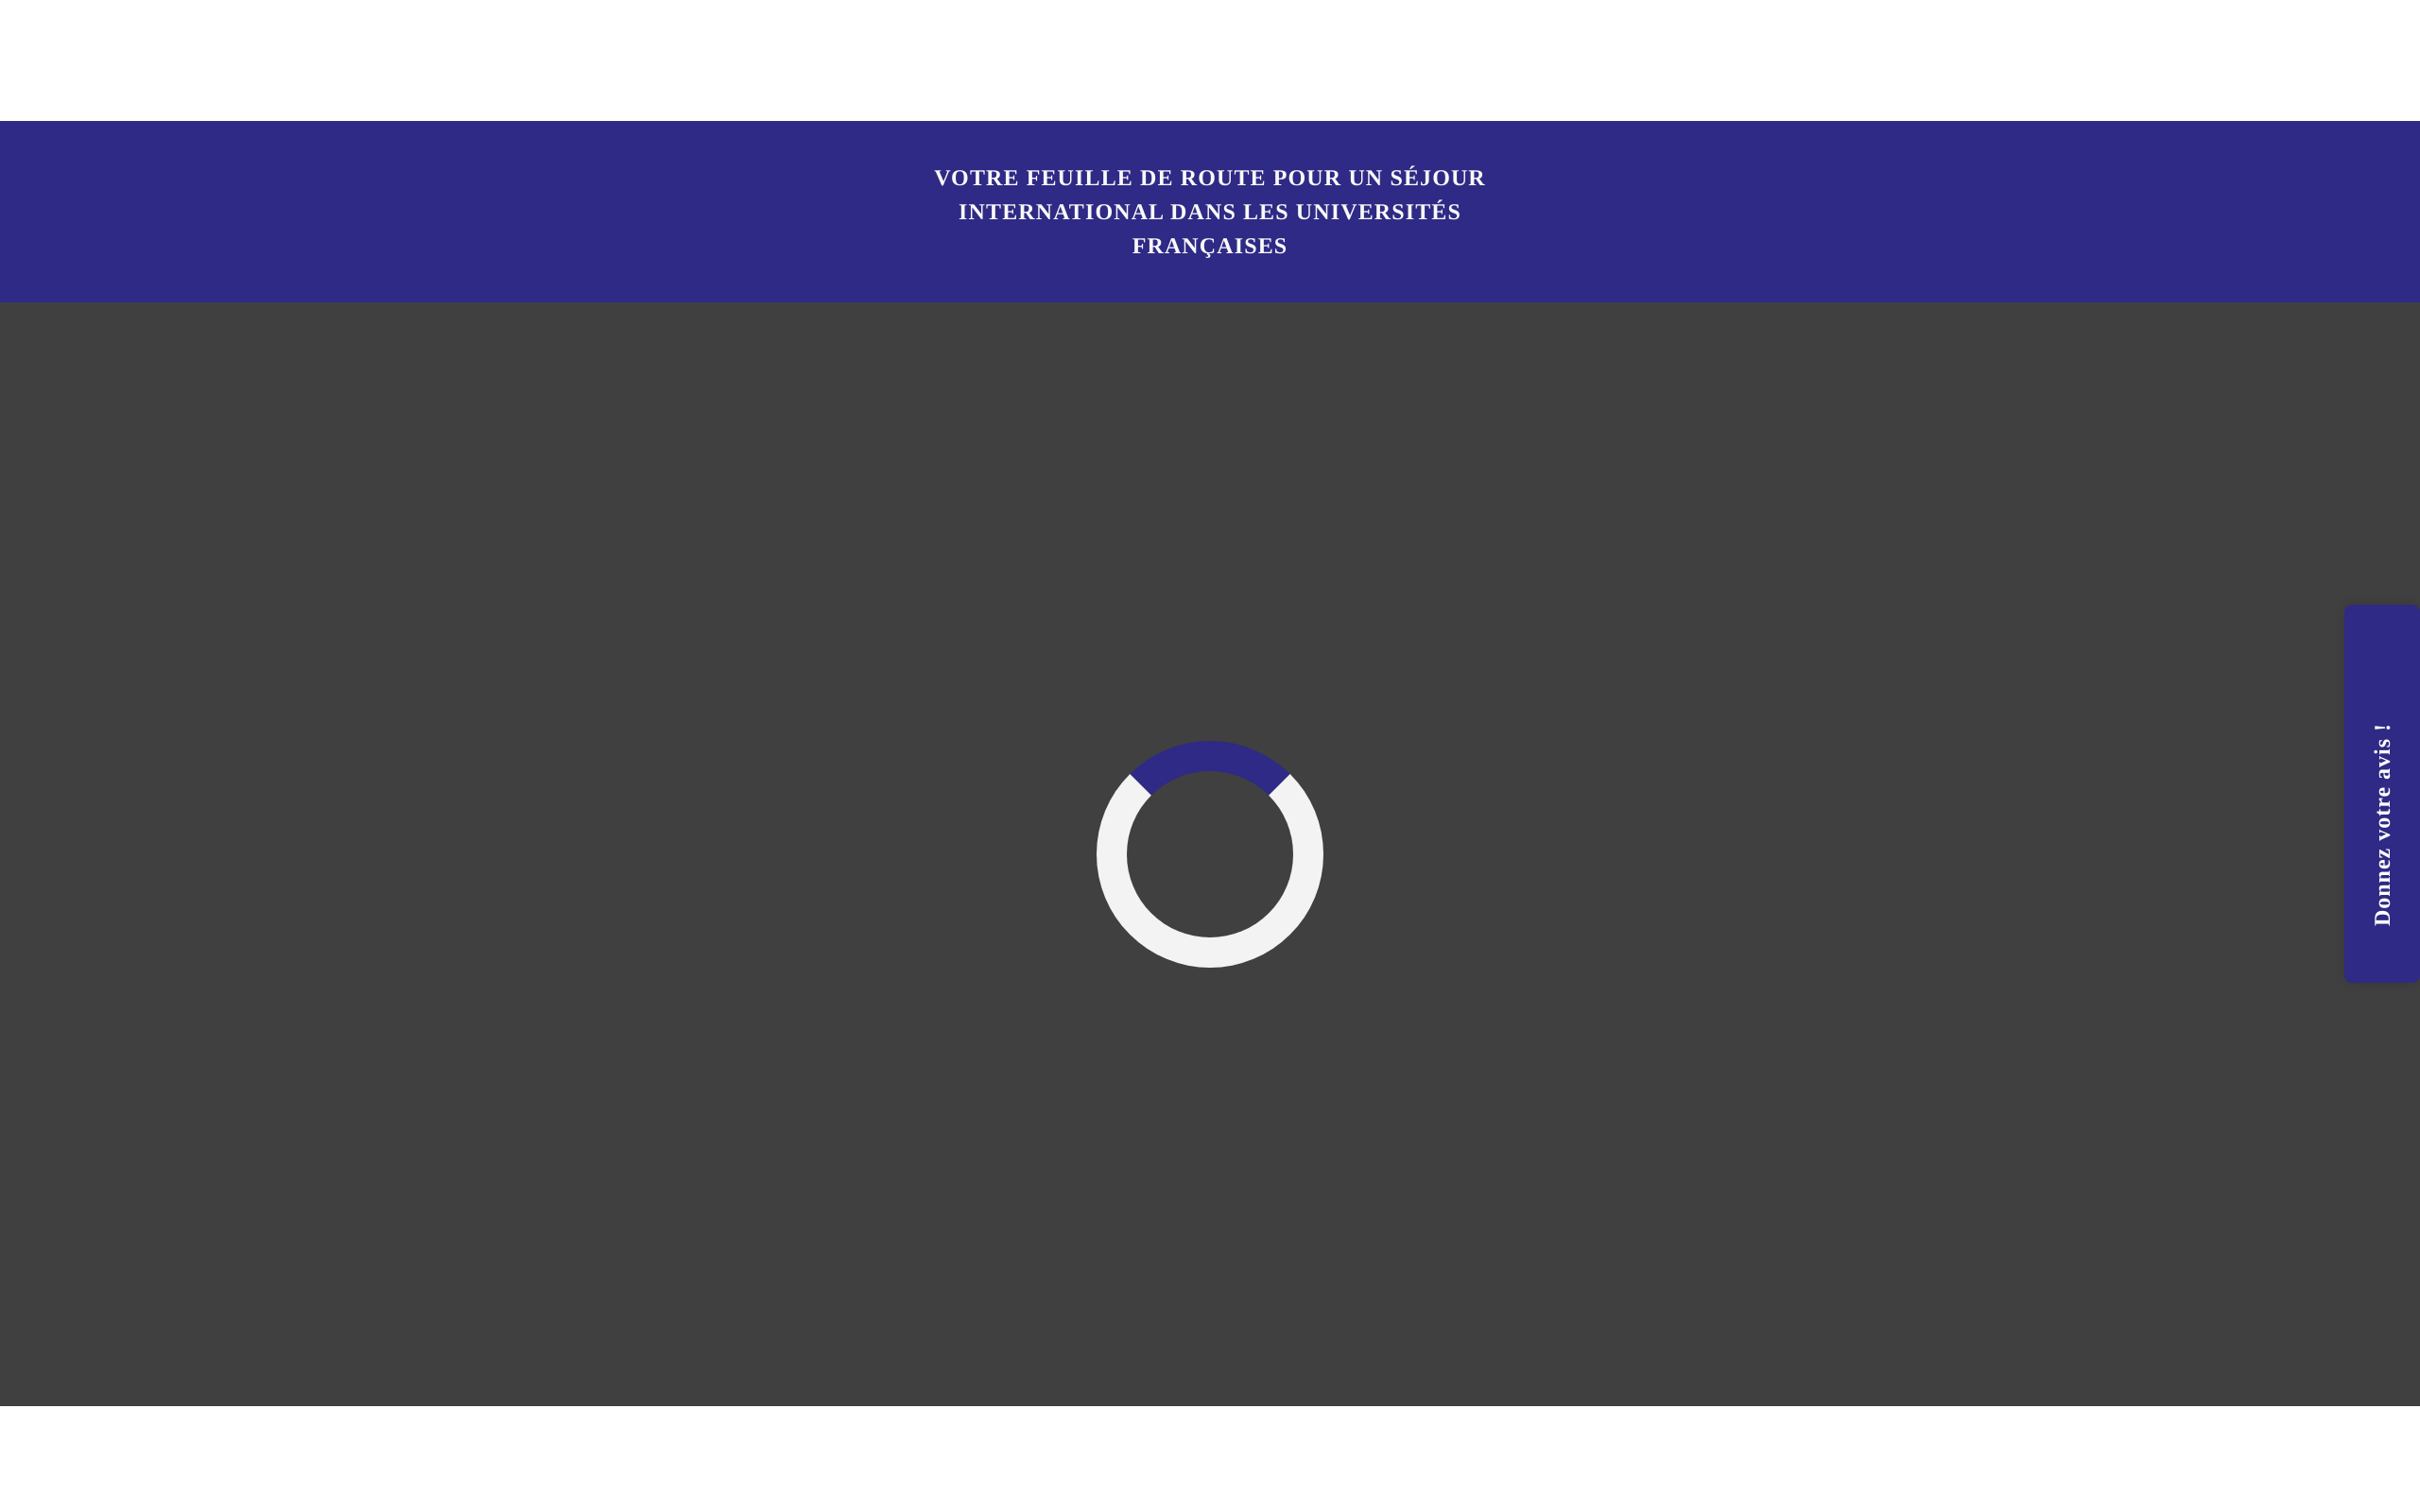 VOTRE FEUILLE DE ROUTE POUR UN SÉJOUR
INTERNATIONAL DANS LES UNIVERSITÉS
FRANÇAISES
Donnez votre avis !